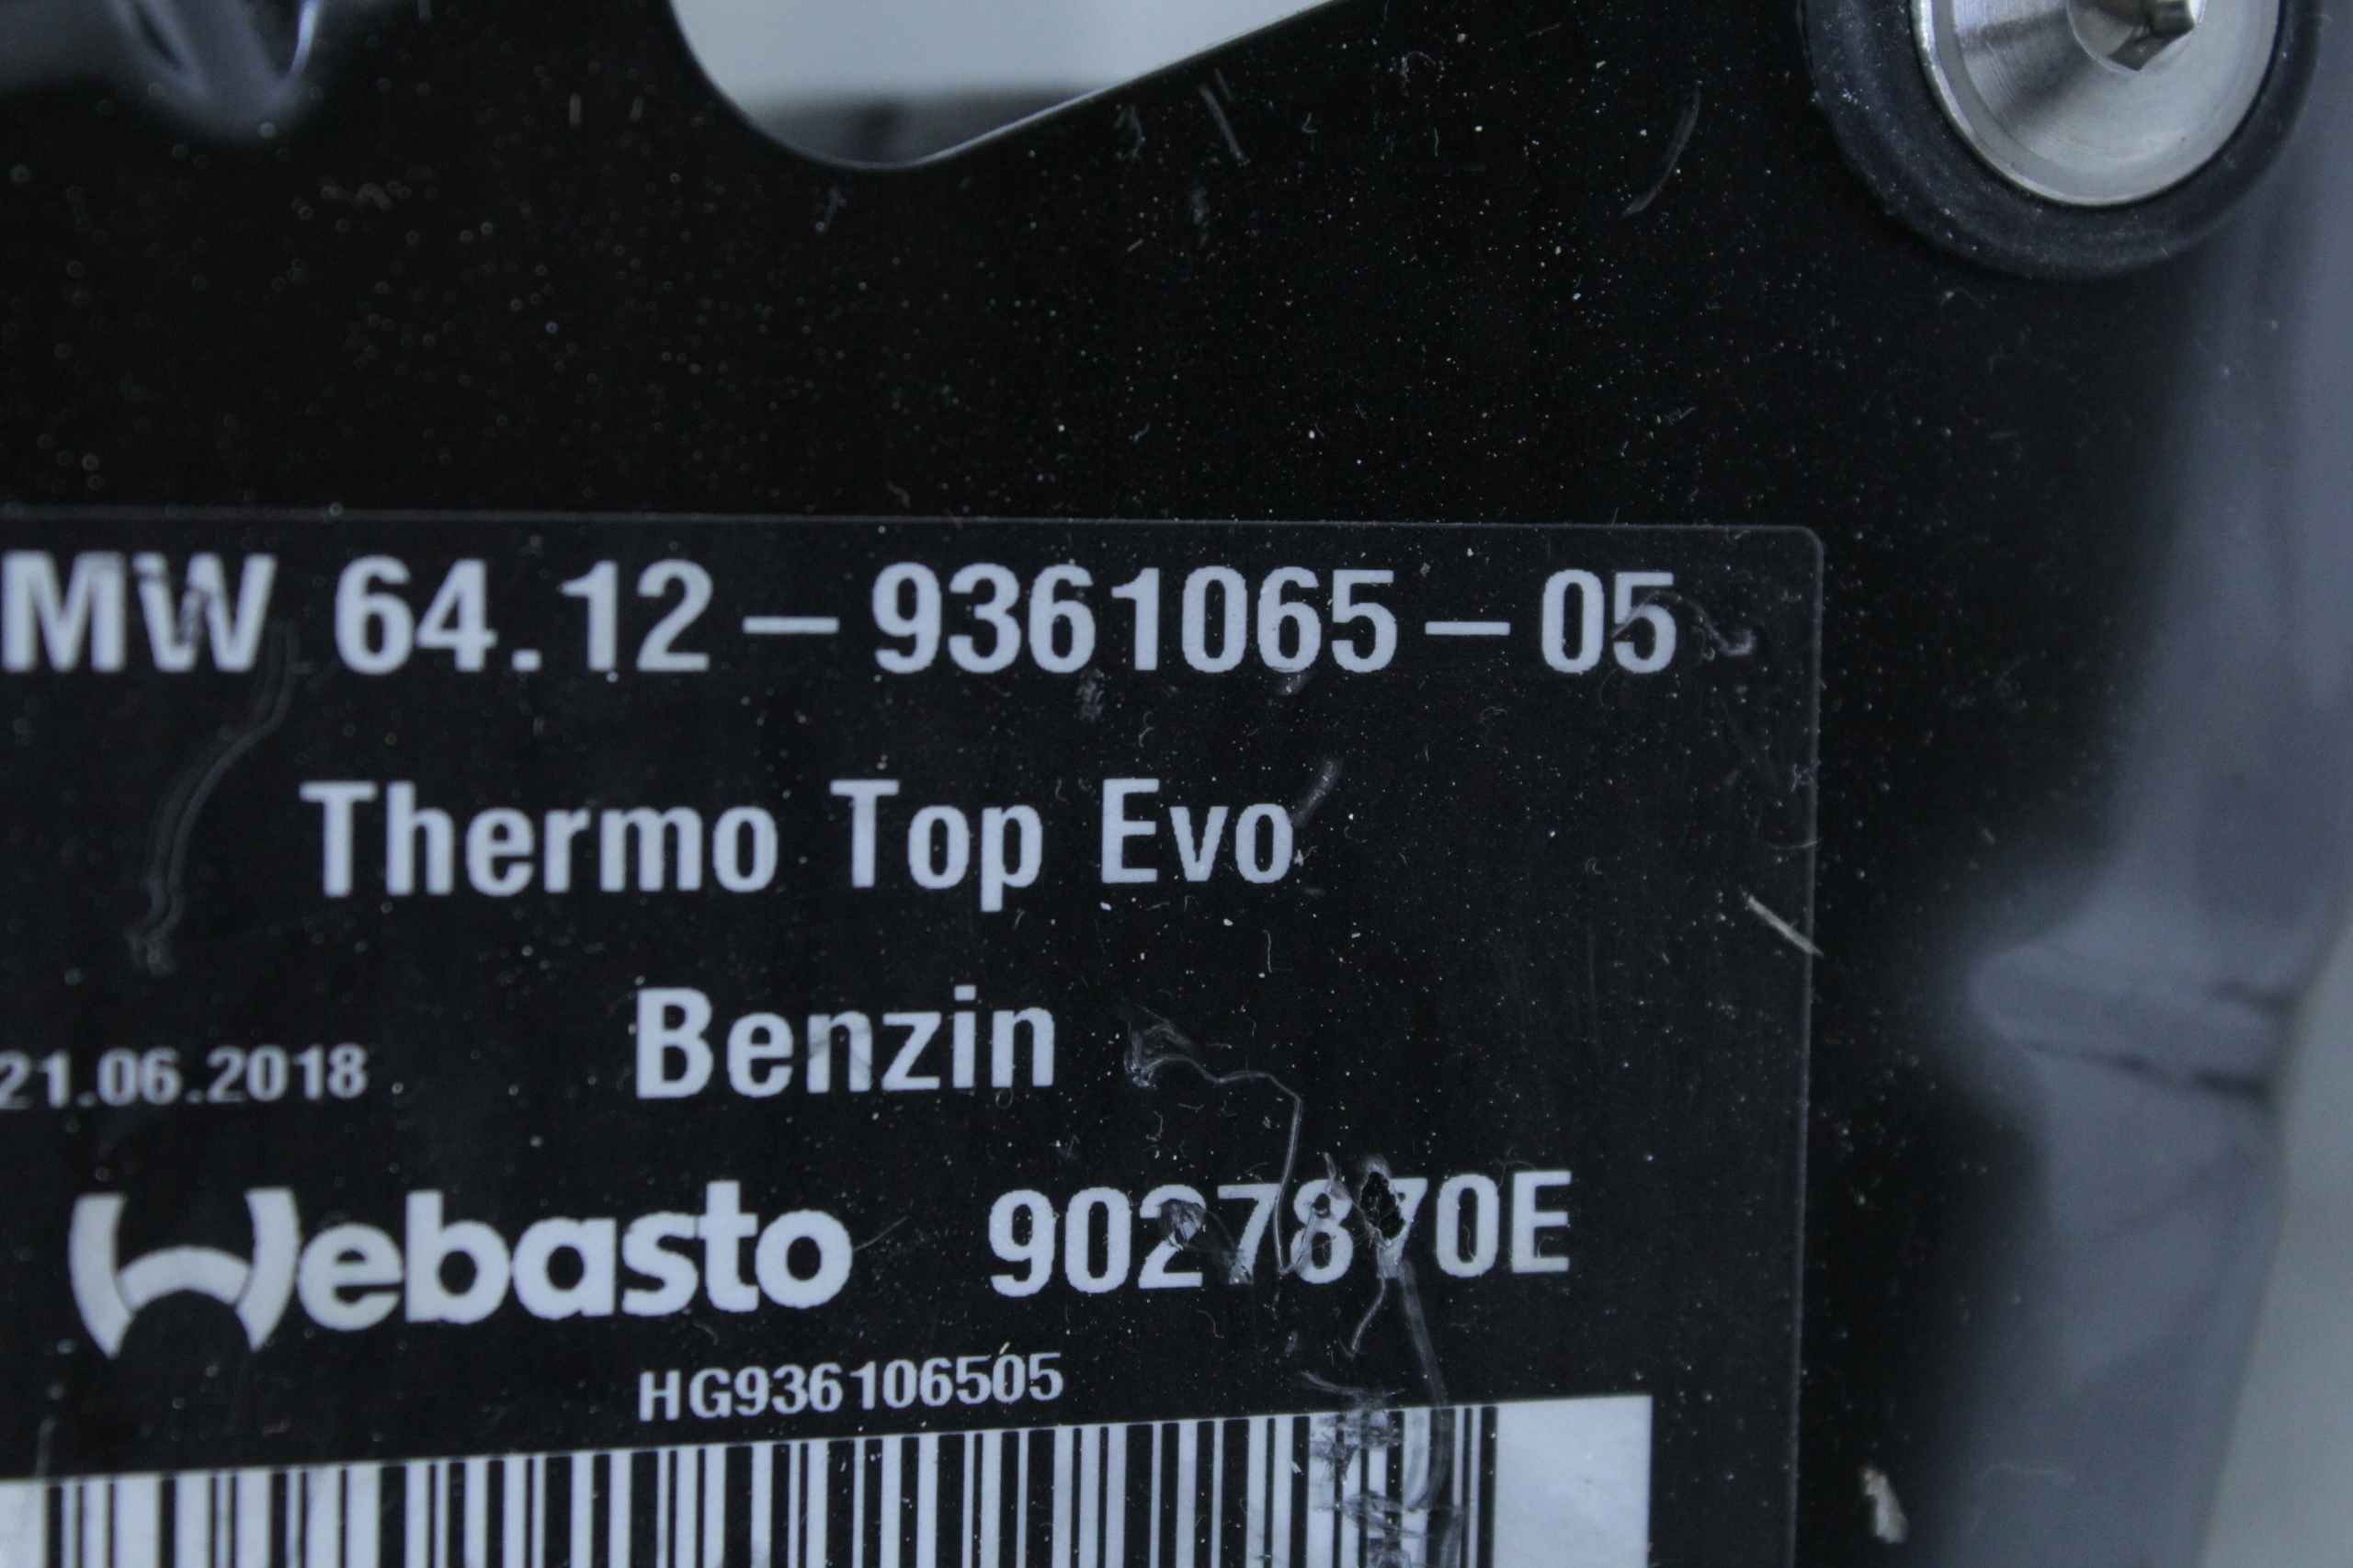 MW 64.12–9361065–05
Thermo Top Evo
Benzin
21.06.2018
Webasto 9027870E
HG936106505